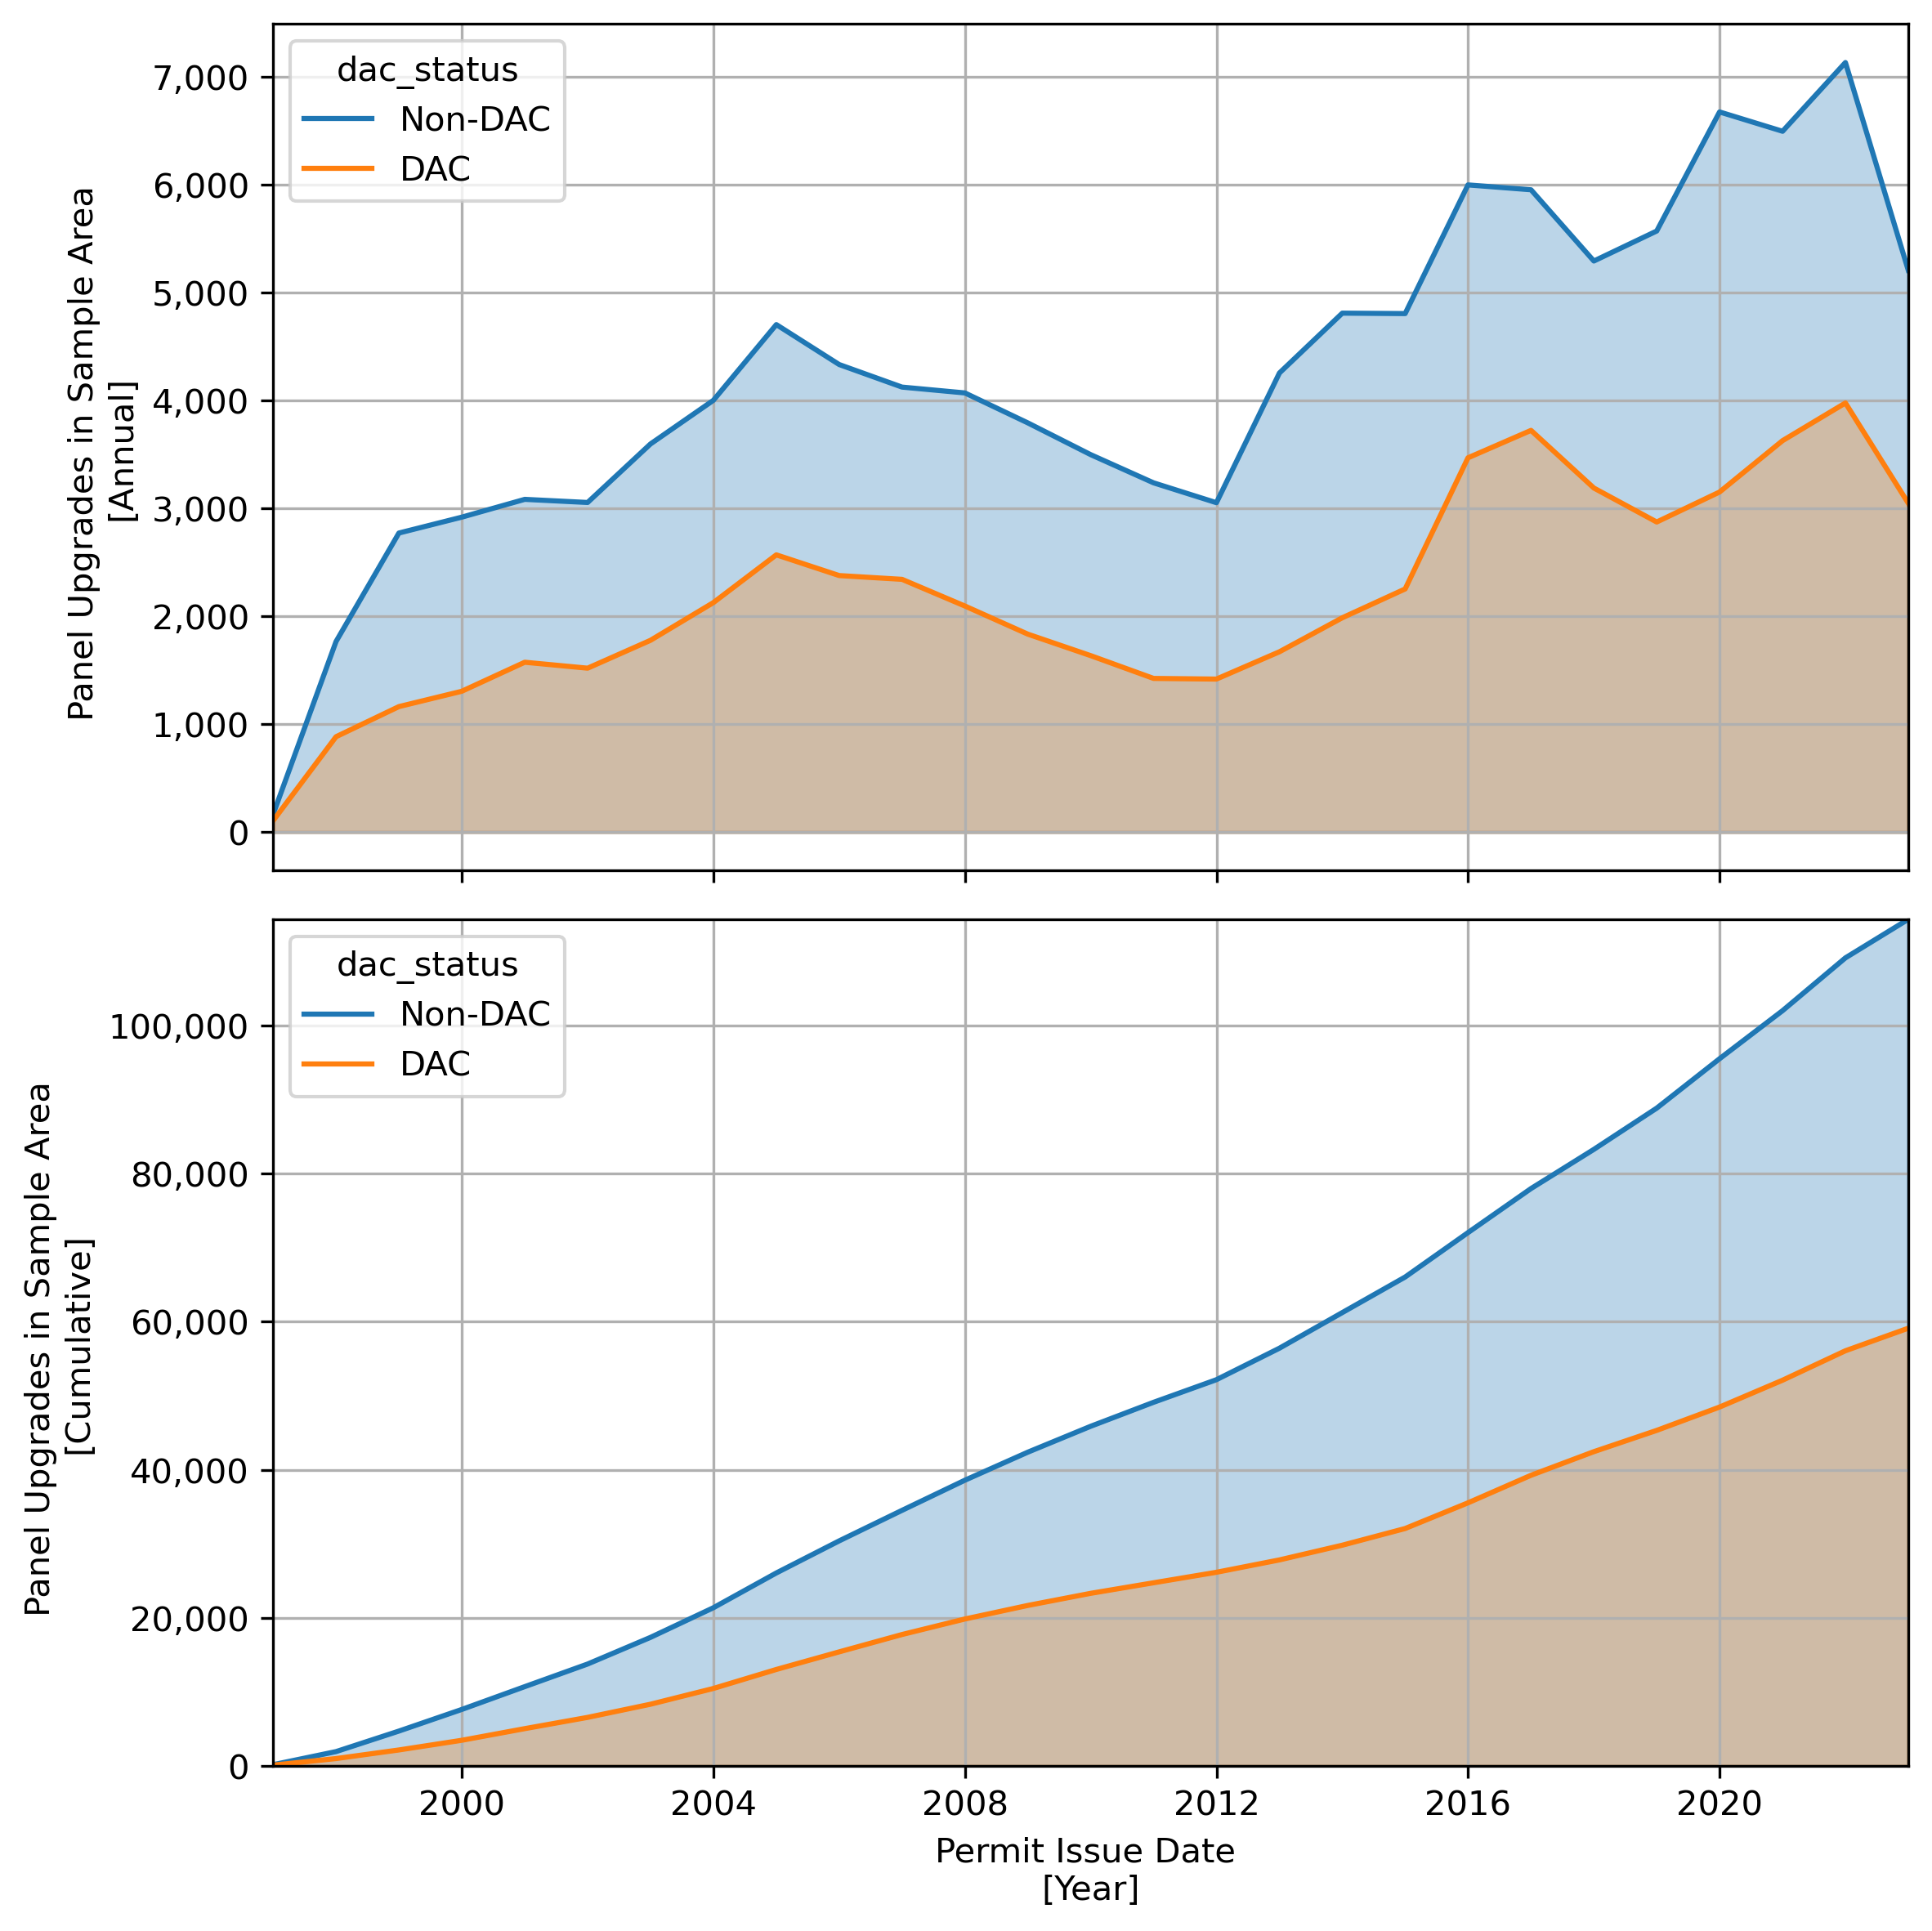 Panel Upgrades in Sample Area
[Annual]
7,000
6,000
5,000
4,000
3,000
2,000
1,000
0
dac_status
Non-DAC
DAC
Panel Upgrades in Sample Area
[Cumulative]
100,000
80,000
60,000
40,000
20,000
0
dac_status
Non-DAC
DAC
2000 2004 2008 2012 2016 2020
Permit Issue Date
[Year]